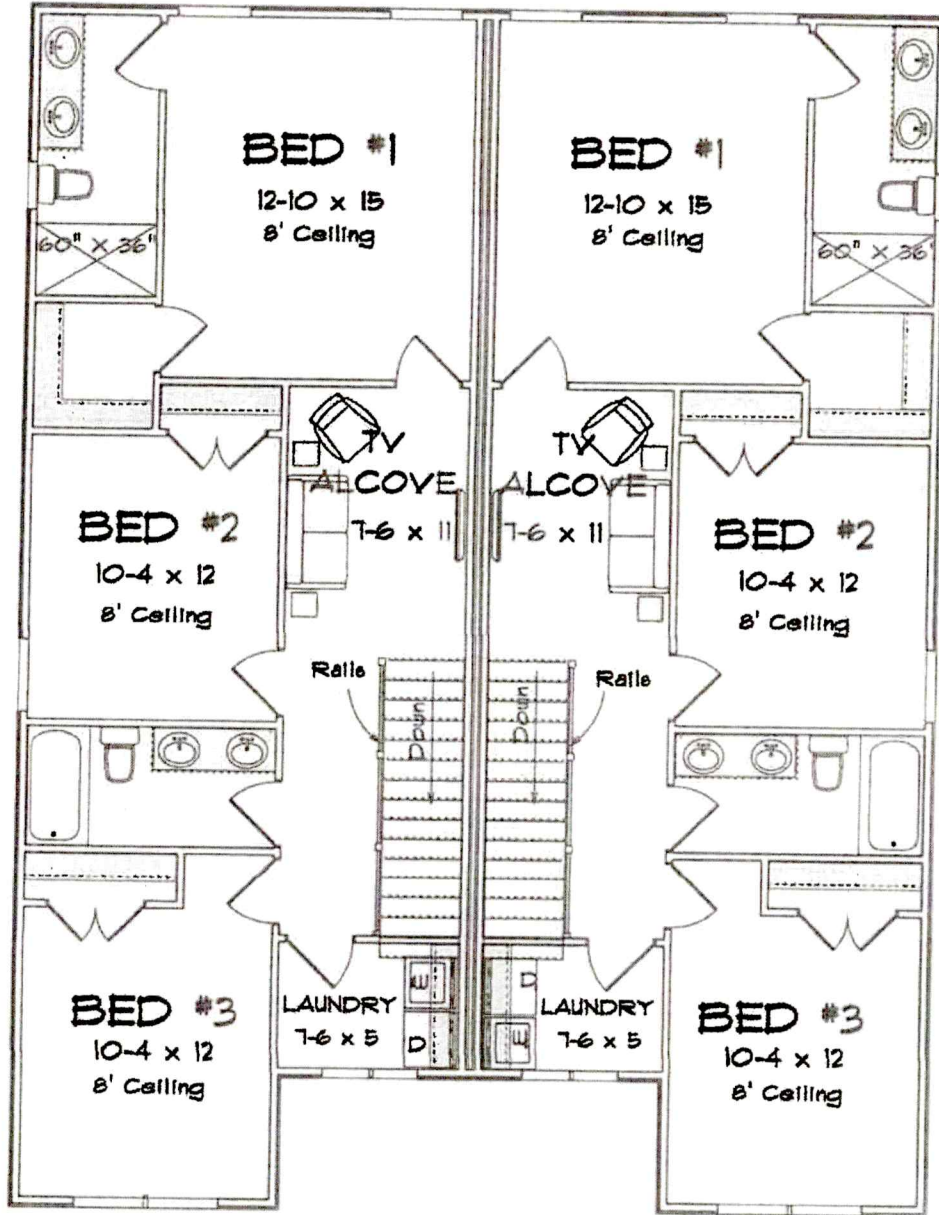 BED #1
12-10 x 15
8' Ceiling
60" X 36"
BED #1
12-10 x 15
8' Ceiling
60" X 36"
TV
ALCOVE
7-6 x 11
TV
ALCOVE
7-6 x 11
BED #2
10-4 x 12
8' Ceiling
BED #2
10-4 x 12
8' Ceiling
Rails
Down
Down
Rails
LAUNDRY
7-6 x 5
W
D
D
W
LAUNDRY
7-6 x 5
BED #3
10-4 x 12
8' Ceiling
BED #3
10-4 x 12
8' Ceiling